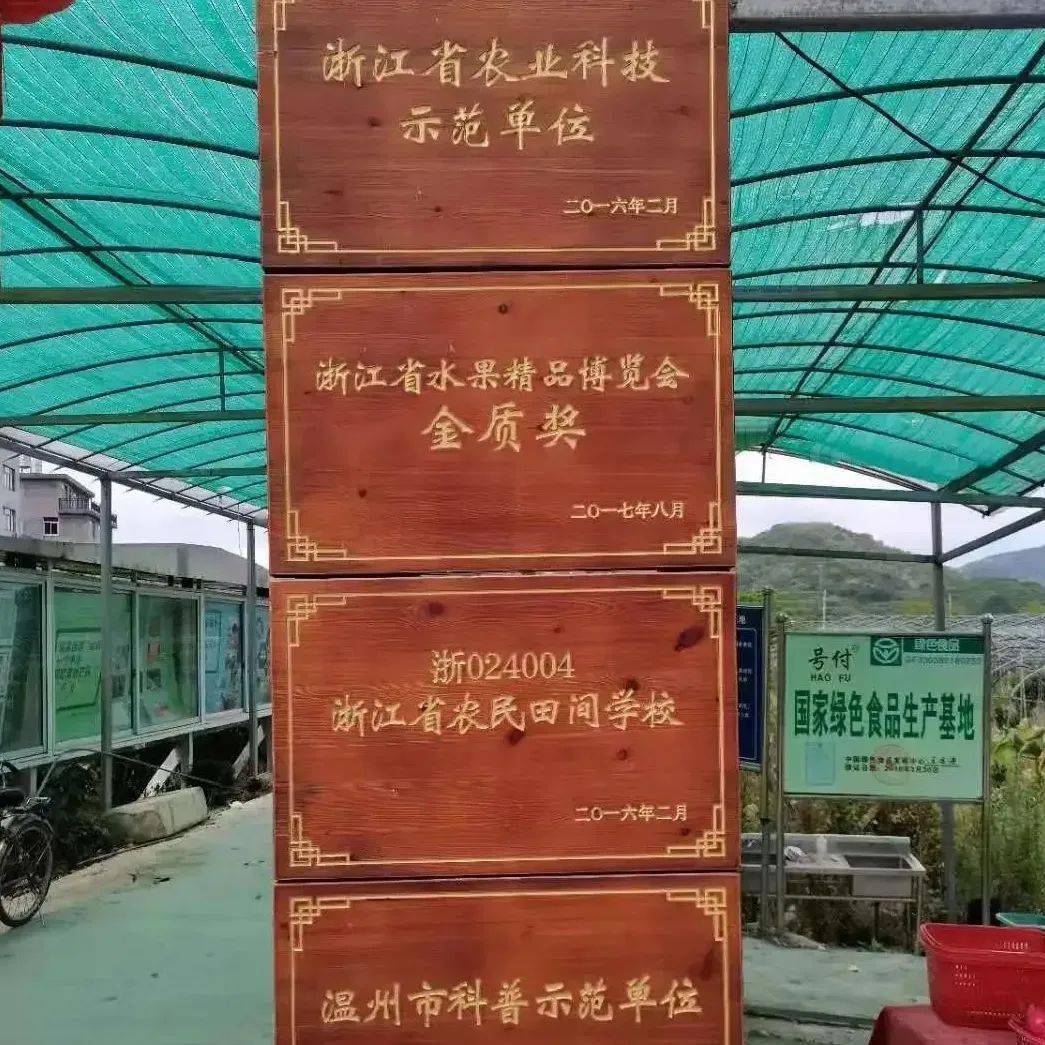 浙江省农业科技
示范单位
二〇一六年二月
浙江省水果精品博览会
金质奖
二〇一七年八月
浙024004
浙江省农民田间学校
二〇一六年二月
温州市科普示范单位
号付
HAO FU
绿色食品
国家绿色食品生产基地